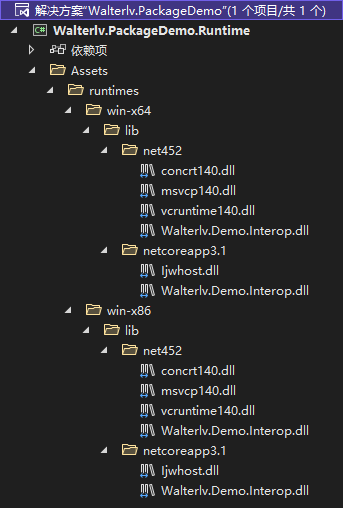 解决方案"Walterlv.PackageDemo"(1 个项目/共 1 个)
C# Walterlv.PackageDemo.Runtime
依赖项
Assets
runtimes
win-x64
lib
net452
concrt140.dll
msvcp140.dll
vcruntime140.dll
Walterlv.Demo.Interop.dll
netcoreapp3.1
Ijwhost.dll
Walterlv.Demo.Interop.dll
win-x86
lib
net452
concrt140.dll
msvcp140.dll
vcruntime140.dll
Walterlv.Demo.Interop.dll
netcoreapp3.1
Ijwhost.dll
Walterlv.Demo.Interop.dll